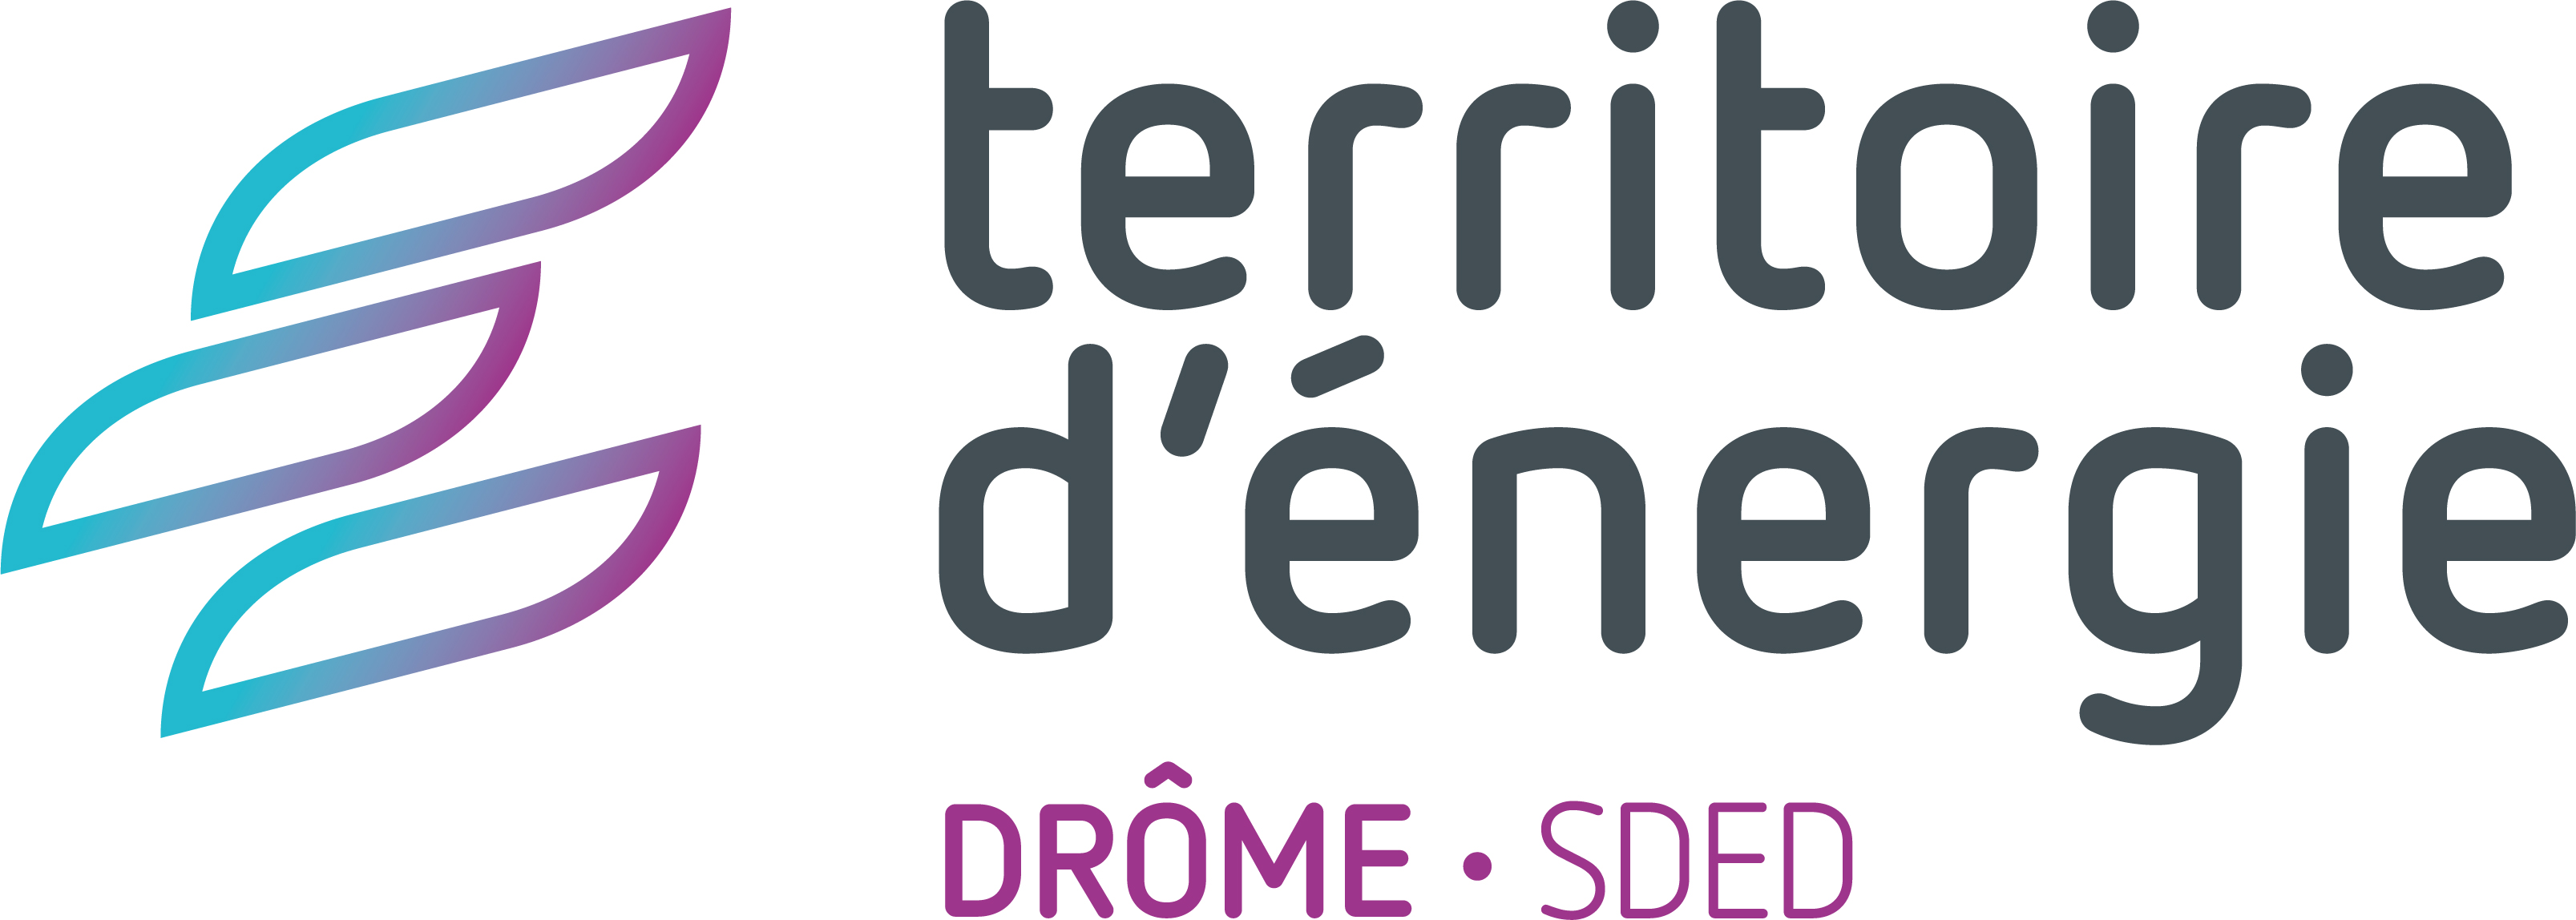 territoire
d'énergie
DRÔME • SDED